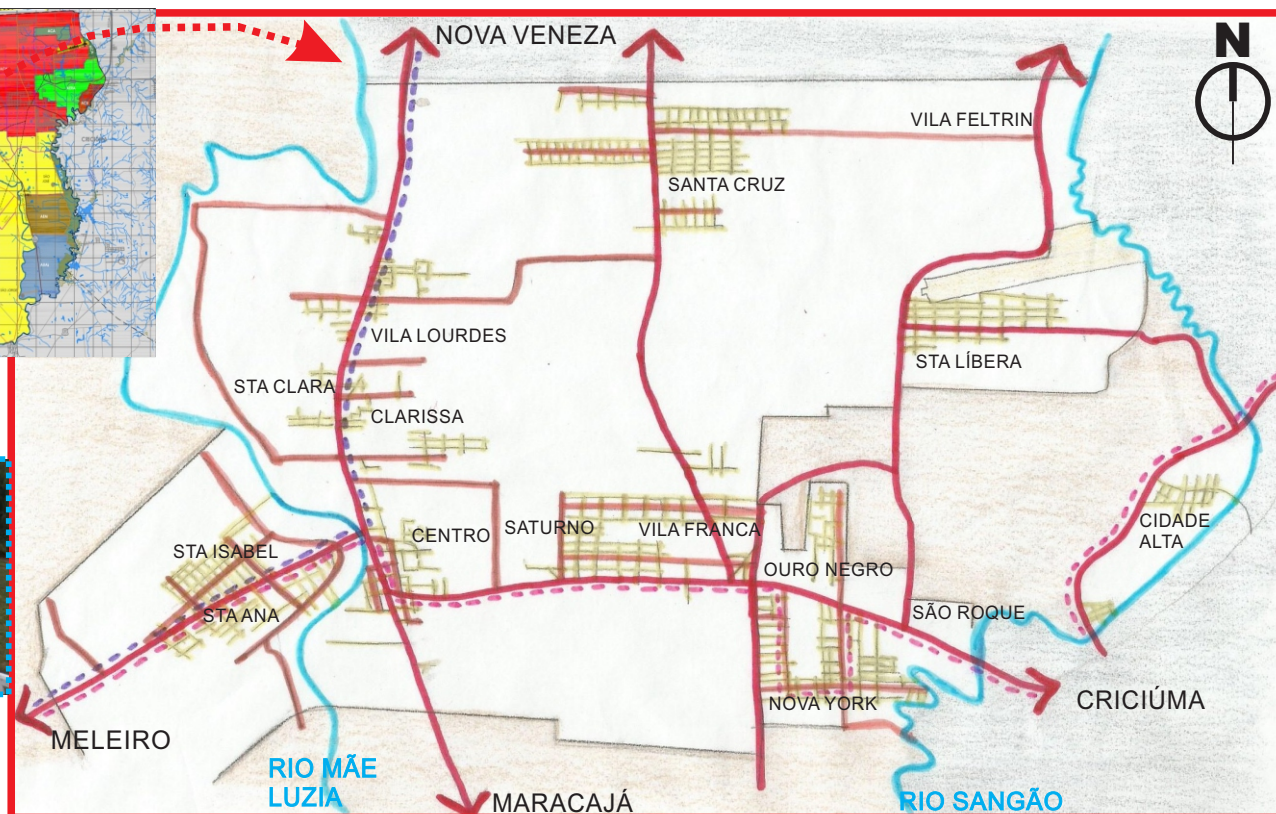 NOVA VENEZA
N
VILA FELTRIN
SANTA CRUZ
VILA LOURDES
STA LÍBERA
STA CLARA
CLARISSA
CENTRO
SATURNO
VILA FRANCA
CIDADE
ALTA
STA ISABEL
OURO NEGRO
STA ANA
SÃO ROQUE
NOVA YORK
CRICIÚMA
MELEIRO
RIO MÃE
LUZIA
MARACAJÁ
RIO SANGÃO